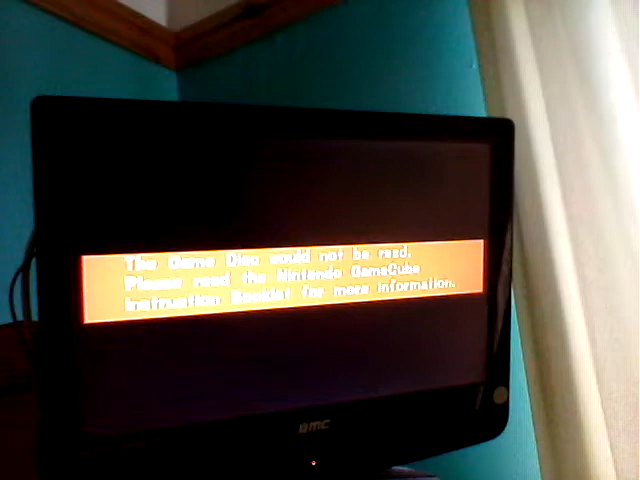 The Game Disc could not be read.
Please read the Nintendo GameCube
Instruction Booklet for more information.
emc